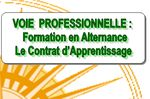 VOIE  PROFESSIONNELLE :
Formation en Alternance
Le Contrat d'Apprentissage